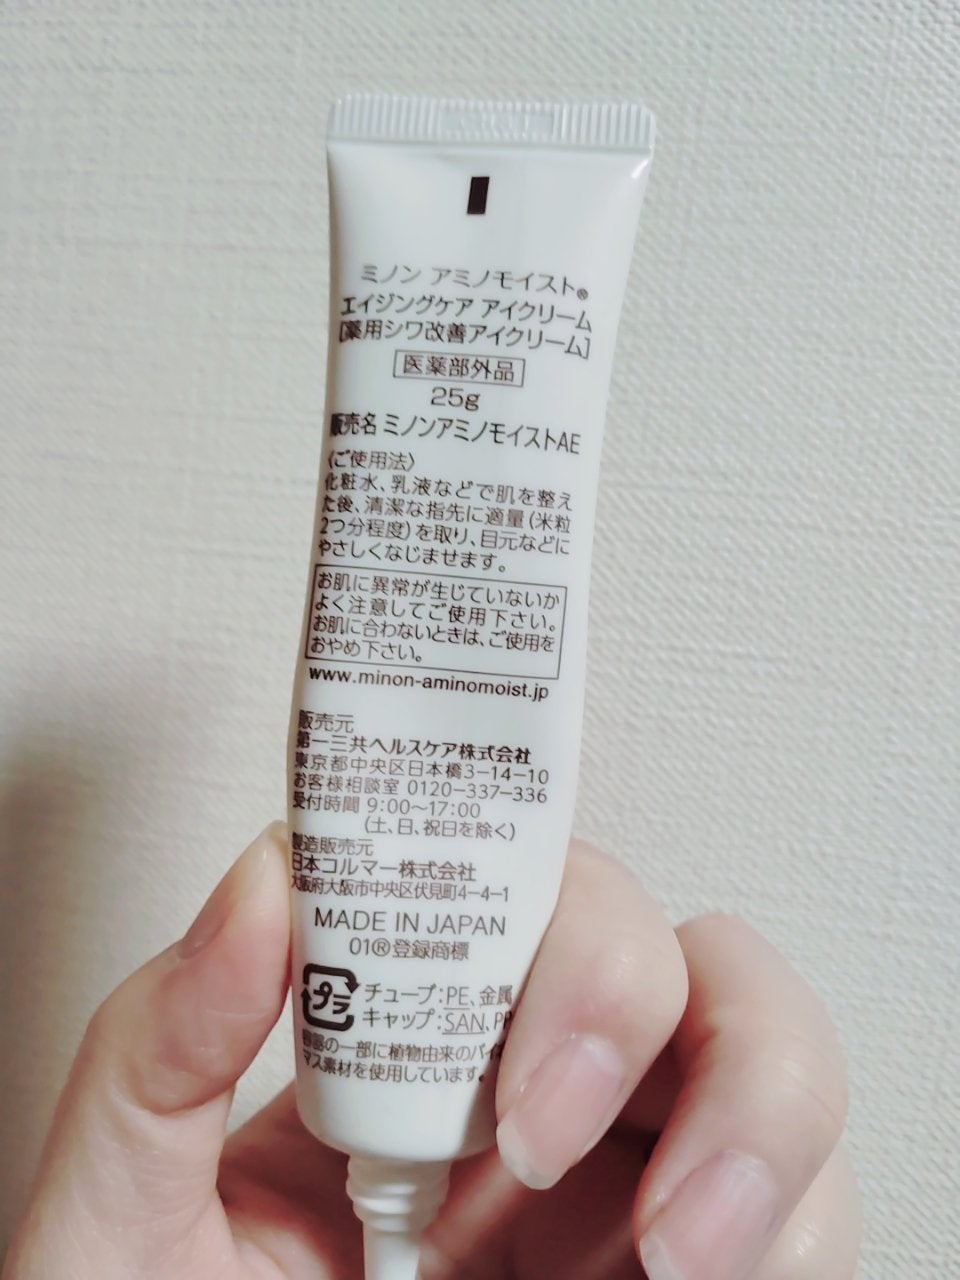 ミノン アミノモイスト®
エイジングケア アイクリーム
[薬用シワ改善アイクリーム]
医薬部外品
25g
販売名 ミノンアミノモイストAE
〈ご使用法〉
化粧水、乳液などで肌を整え
た後、清潔な指先に適量(米粒
2つ分程度)を取り、目元などに
やさしくなじませます。
お肌に異常が生じていないか
よく注意してご使用下さい。
お肌に合わないときは、ご使用を
おやめ下さい。
www.minon-aminomoist.jp
販売元
第一三共ヘルスケア株式会社
東京都中央区日本橋3-14-10
お客様相談室 0120-337-336
受付時間 9:00〜17:00
(土、日、祝日を除く)
製造販売元
日本コルマー株式会社
大阪府大阪市中央区伏見町4-4-1
MADE IN JAPAN
01®登録商標
プラ
チューブ:PE、金属
キャップ:SAN、PP
容器の一部に植物由来のバイオ
マス素材を使用しています。